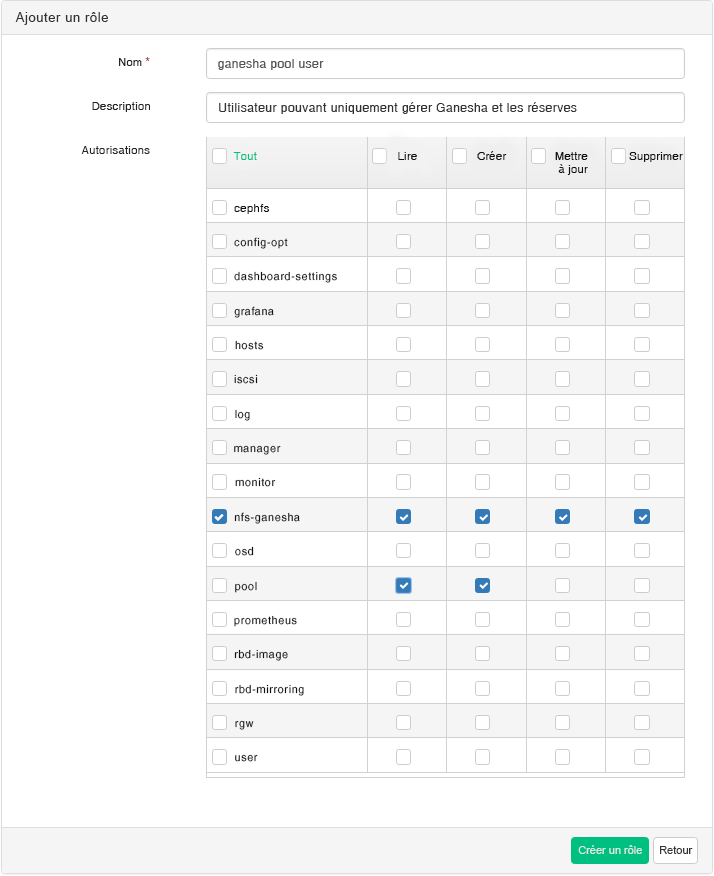 Ajouter un rôle
Nom *
ganesha pool user
Description
Utilisateur pouvant uniquement gérer Ganesha et les réserves
Autorisations
Tout
Lire
Créer
Mettre
à jour
Supprimer
cephfs
config-opt
dashboard-settings
grafana
hosts
iscsi
log
manager
monitor
nfs-ganesha
osd
pool
prometheus
rbd-image
rbd-mirroring
rgw
user
Créer un rôle
Retour